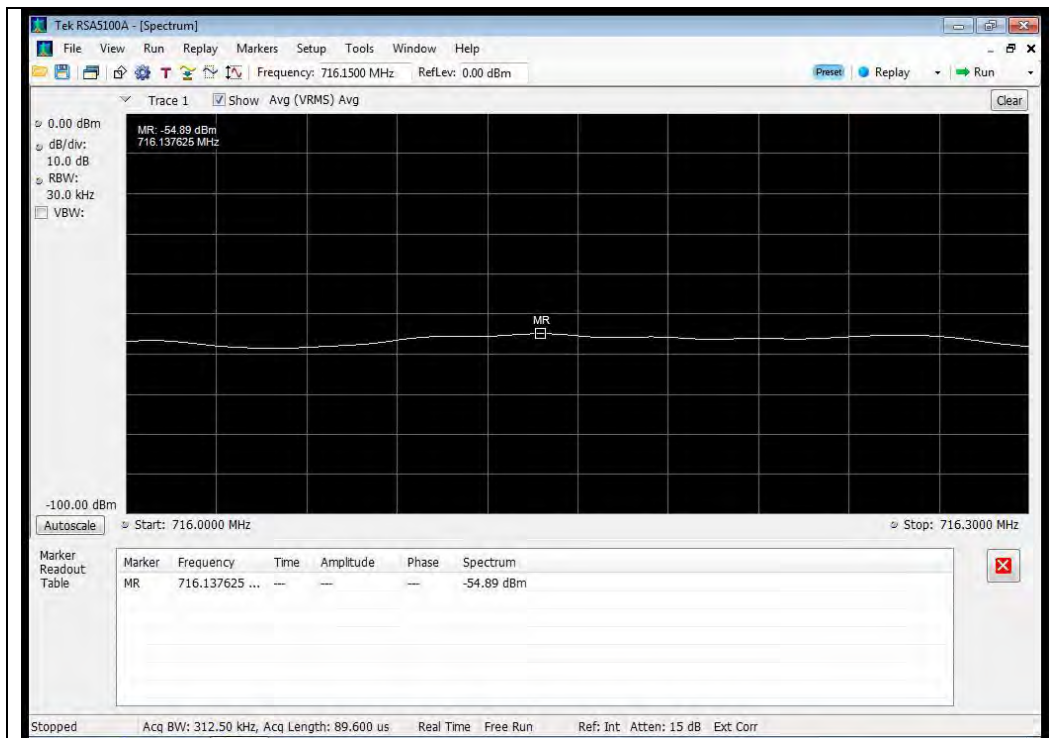 Tek RSA5100A - [Spectrum]
File View Run Replay Markers Setup Tools Window Help
Frequency: 716.1500 MHz RefLev: 0.00 dBm Preset Replay Run
Trace 1 Show Avg (VRMS) Avg Clear
0.00 dBm
dB/div:
10.0 dB
RBW:
30.0 kHz
VBW:
MR: -54.89 dBm
716.137625 MHz
MR
-100.00 dBm
Autoscale Start: 716.0000 MHz Stop: 716.3000 MHz
Marker
Readout
Table
Marker Frequency Time Amplitude Phase Spectrum
MR 716.137625 ... --- --- --- -54.89 dBm
Stopped Acq BW: 312.50 kHz, Acq Length: 89.600 us Real Time Free Run Ref: Int Atten: 15 dB Ext Corr